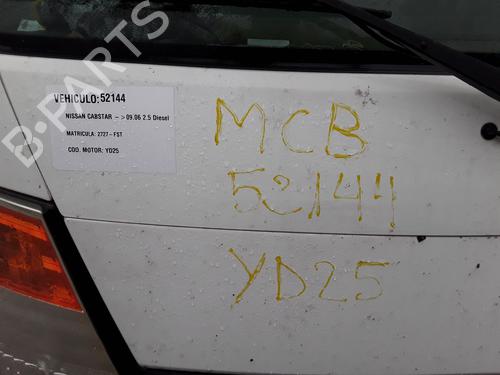 B-PARTS
VEHICULO:52144
NISSAN CABSTAR - > 09.06 2.5 Diesel
MATRICULA: 2727 - FST
COD. MOTOR: YD25
MCB
52144
YD25